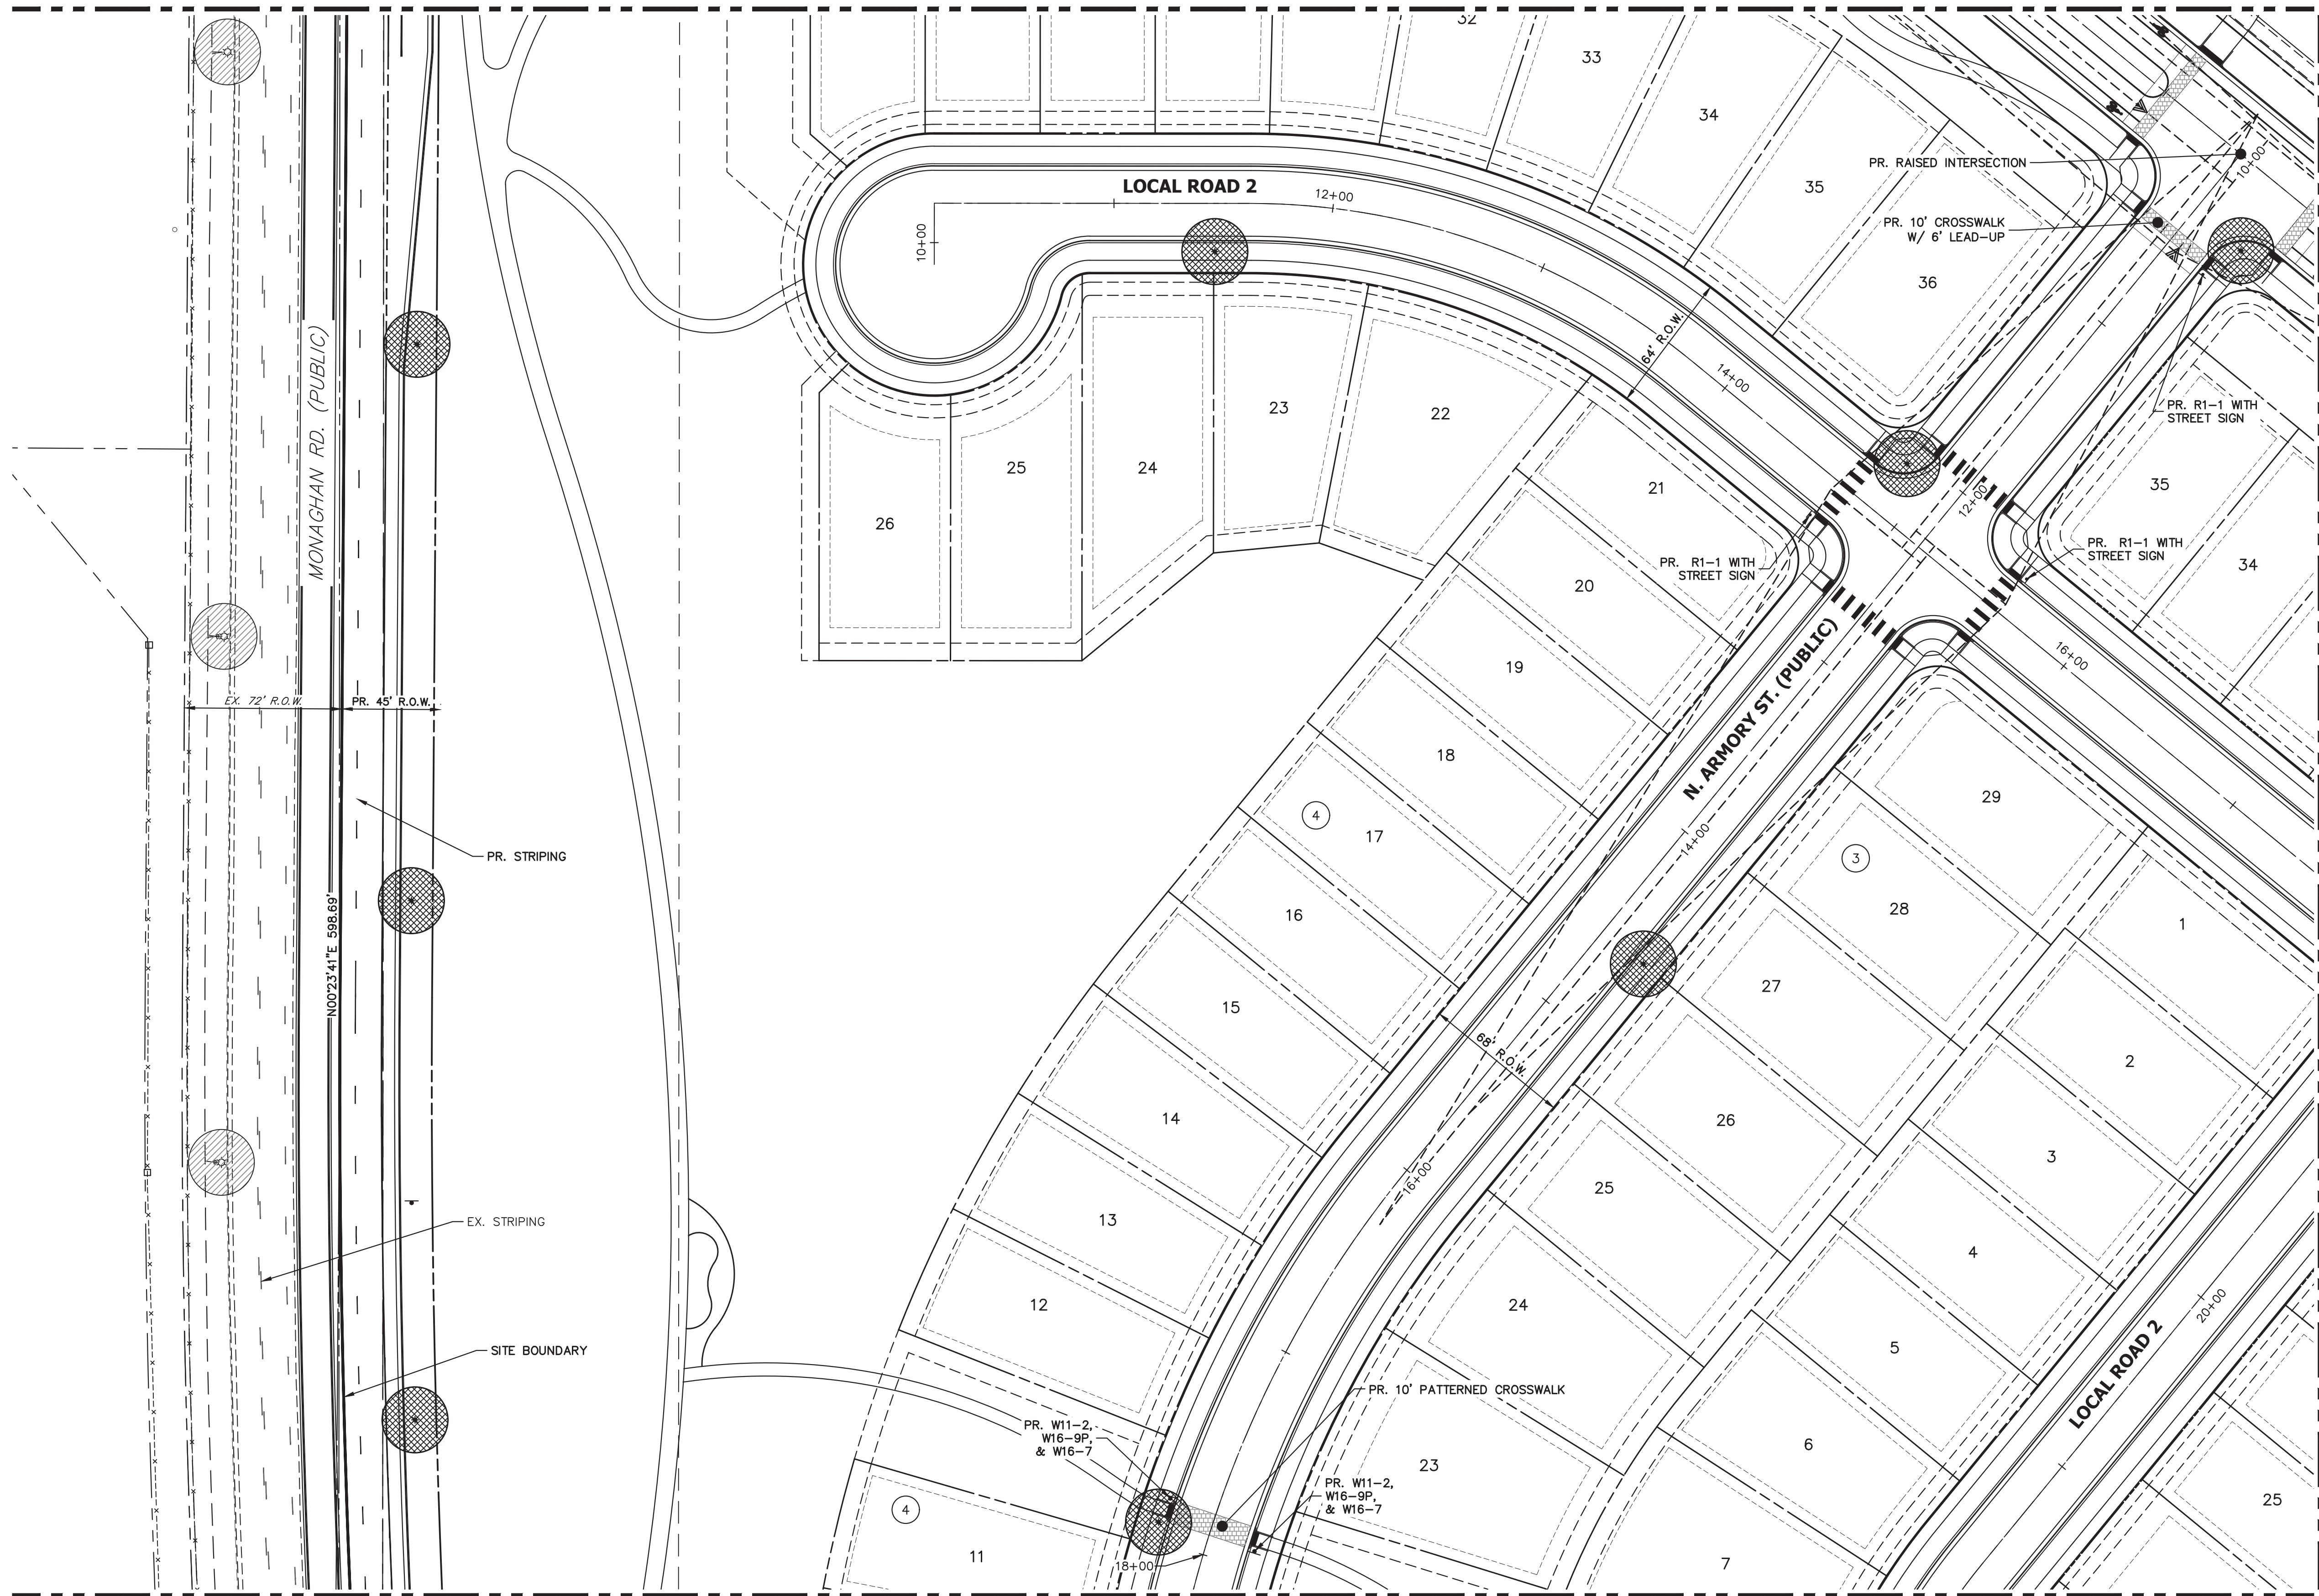 32
33
34
35
36
LOCAL ROAD 2
12+00
10+00
64' R.O.W.
14+00
PR. RAISED INTERSECTION
10+00
PR. 10' CROSSWALK
W/ 6' LEAD-UP
PR. R1-1 WITH
STREET SIGN
35
34
PR. R1-1 WITH
STREET SIGN
12+00
16+00
MONAGHAN RD. (PUBLIC)
EX. 72' R.O.W.
PR. 45' R.O.W.
PR. STRIPING
N00°23'41"E 598.69'
EX. STRIPING
SITE BOUNDARY
26
25
24
23
22
21
20
19
18
4
17
16
15
14
13
12
4
11
PR. R1-1 WITH
STREET SIGN
N. ARMORY ST. (PUBLIC)
14+00
68' R.O.W.
16+00
18+00
PR. W11-2,
W16-9P,
& W16-7
PR. 10' PATTERNED CROSSWALK
PR. W11-2,
W16-9P,
& W16-7
29
3
28
27
26
25
24
23
1
2
3
4
5
6
7
LOCAL ROAD 2
20+00
25